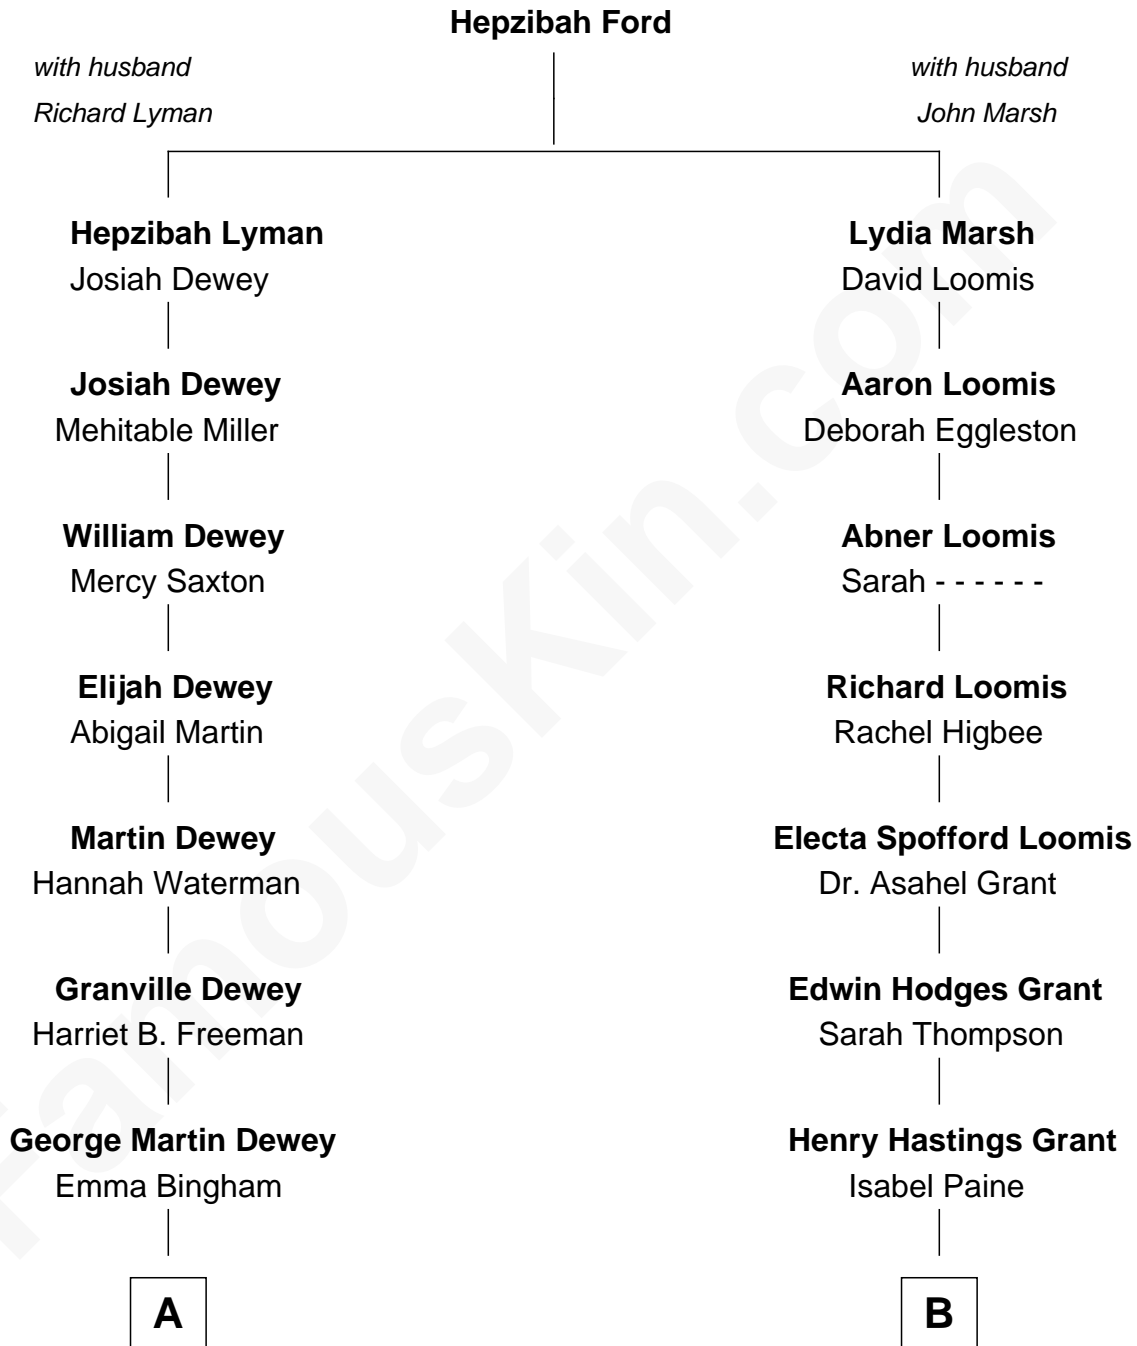 Hepzibah Ford
with husband
Richard Lyman
with husband
John Marsh
Hepzibah Lyman
Josiah Dewey
Lydia Marsh
David Loomis
Josiah Dewey
Mehitable Miller
Aaron Loomis
Deborah Eggleston
William Dewey
Mercy Saxton
Abner Loomis
Sarah - - - - - -
Elijah Dewey
Abigail Martin
Richard Loomis
Rachel Higbee
Martin Dewey
Hannah Waterman
Electa Spofford Loomis
Dr. Asahel Grant
Granville Dewey
Harriet B. Freeman
Edwin Hodges Grant
Sarah Thompson
George Martin Dewey
Emma Bingham
Henry Hastings Grant
Isabel Paine
A
B
FamousKin.com